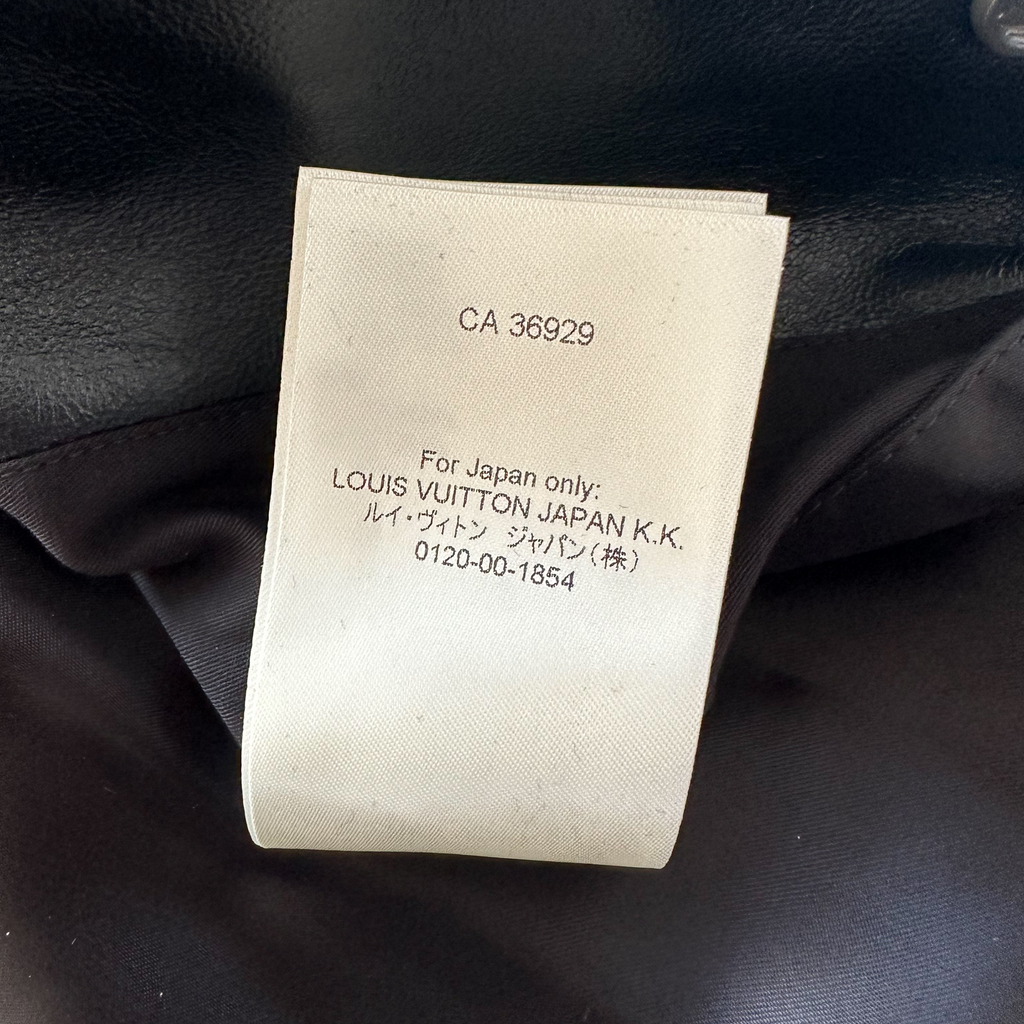 CA 36929
For Japan only:
LOUIS VUITTON JAPAN K.K.
ルイ・ヴィトン ジャパン(株)
0120-00-1854